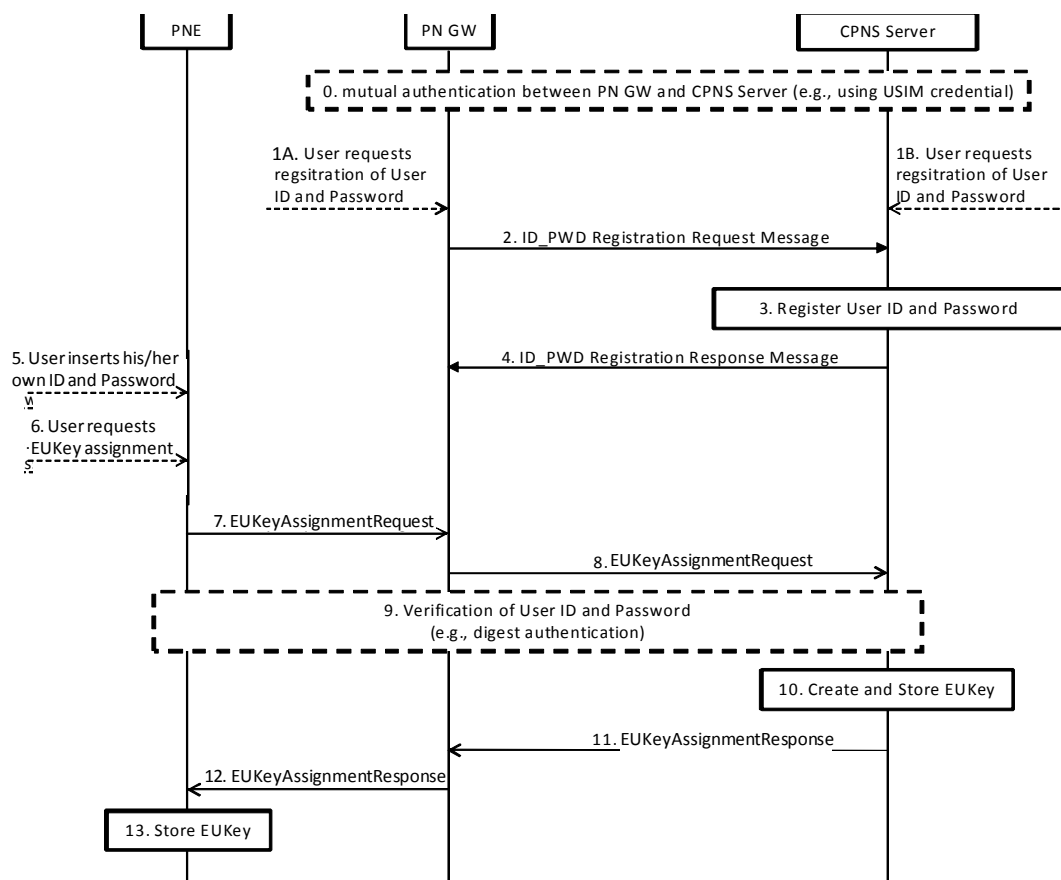 PNE
PN GW
CPNS Server
0. mutual authentication between PN GW and CPNS Server (e.g., using USIM credential)
1A. User requests
regsitration of User
ID and Password
1B. User requests
regsitration of User
ID and Password
2. ID_PWD Registration Request Message
3. Register User ID and Password
4. ID_PWD Registration Response Message
5. User inserts his/her
own ID and Password
w
6. User requests
EUKey assignment
s
7. EUKeyAssignmentRequest
8. EUKeyAssignmentRequest
9. Verification of User ID and Password
(e.g., digest authentication)
10. Create and Store EUKey
11. EUKeyAssignmentResponse
12. EUKeyAssignmentResponse
13. Store EUKey